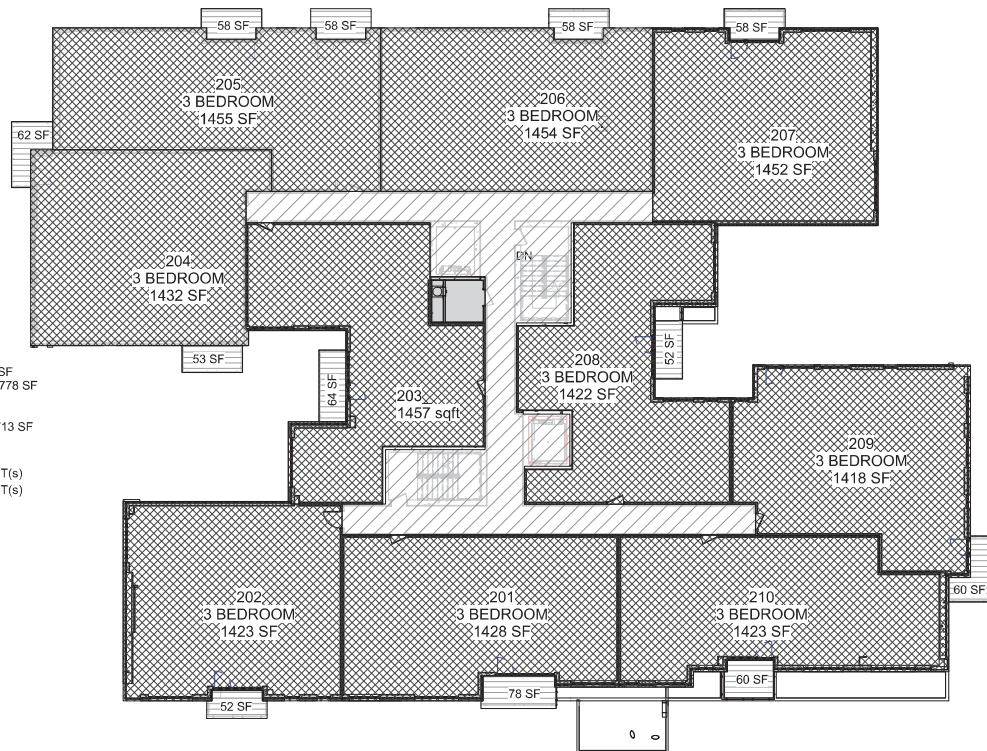 58 SF
58 SF
58 SF
58 SF
205
3 BEDROOM
1455 SF
206
3 BEDROOM
1454 SF
207
3 BEDROOM
1452 SF
62 SF
204
3 BEDROOM
1432 SF
DN
53 SF
64 SF
203_
1457 sqft
208
3 BEDROOM
1422 SF
52 SF
SF
778 SF
713 SF
T(s)
T(s)
209
3 BEDROOM
1418 SF
202
3 BEDROOM
1423 SF
201
3 BEDROOM
1428 SF
210
3 BEDROOM
1423 SF
60 SF
52 SF
78 SF
60 SF